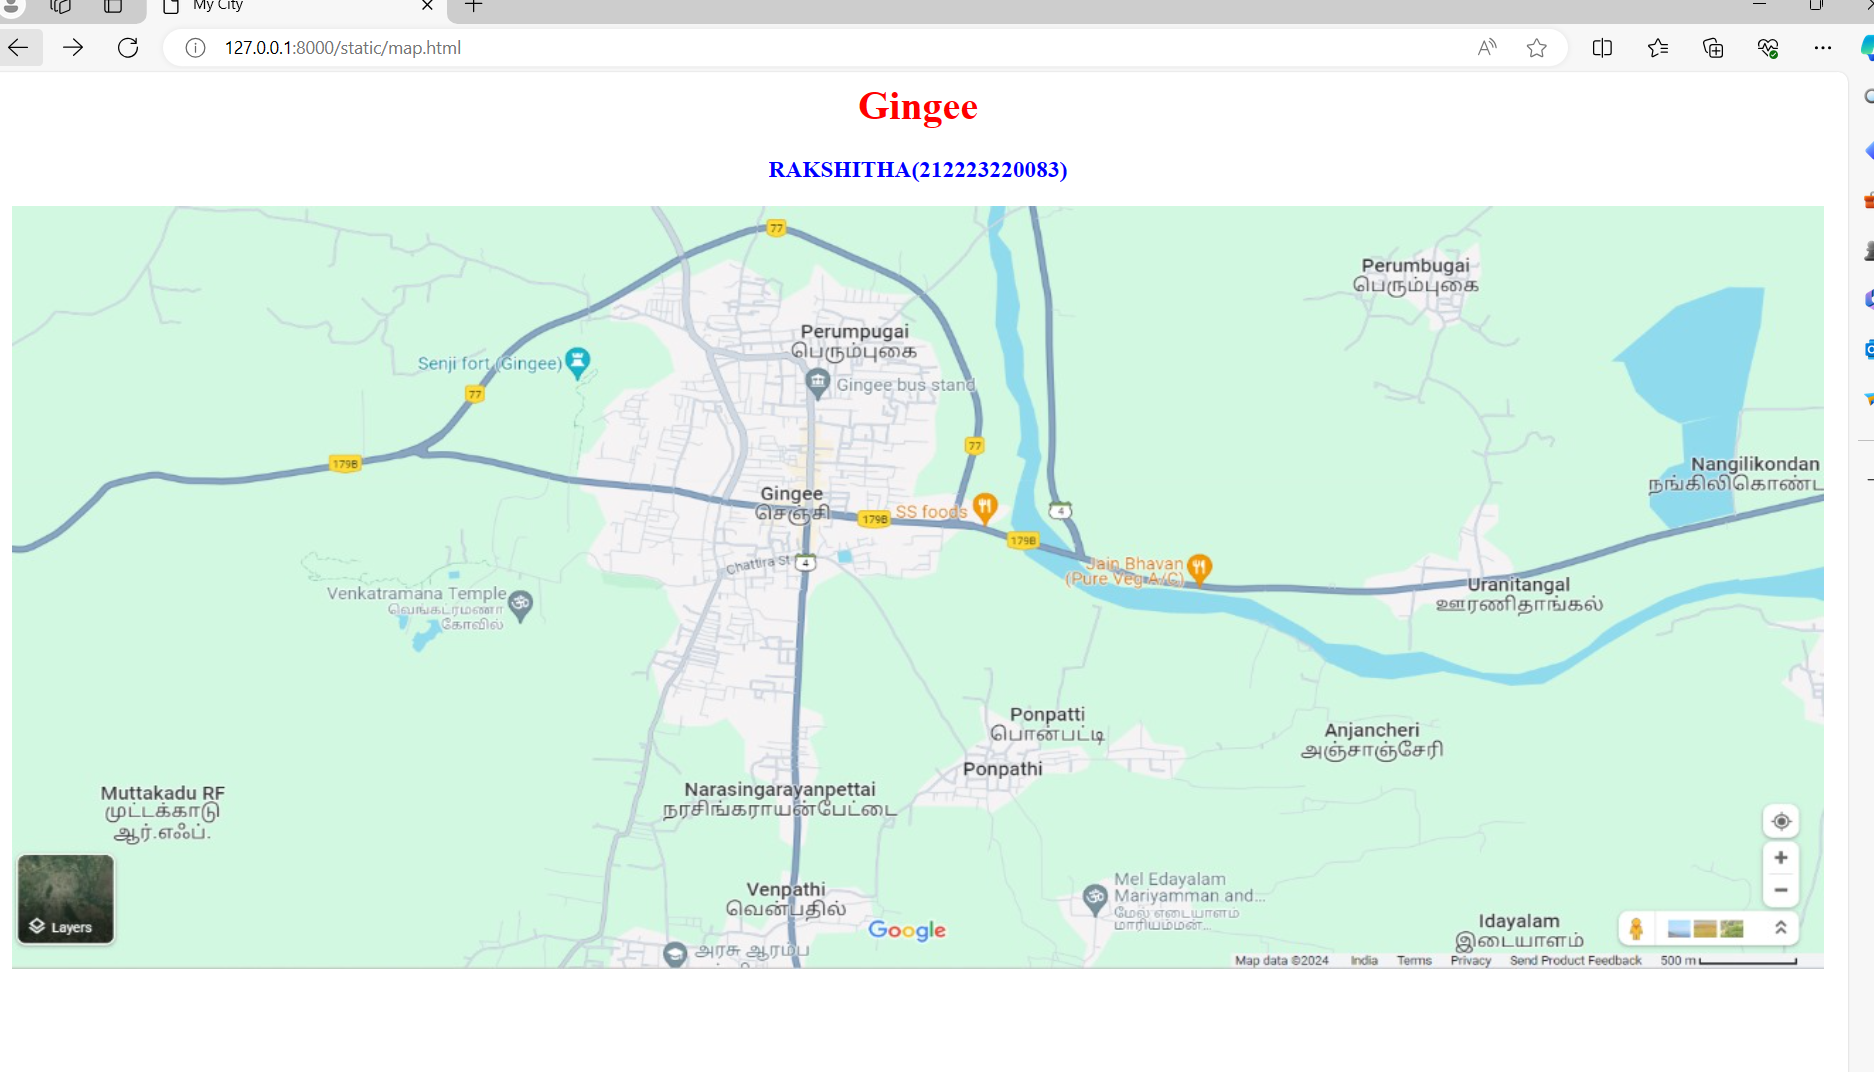 My City
127.0.0.1:8000/static/map.html
Gingee
RAKSHITHA(212223220083)
77
Perumbugai
பெரும்புகை
Perumpugai
பெரும்புகை
Senji fort (Gingee)
Gingee bus stand
77
77
179B
Nangilikondan
நங்கிலிகொண்ட
Gingee
செஞ்சி
179B
SS foods
4
179B
Chattira St
4
Jain Bhavan
(Pure Veg A/C)
Uranitangal
ஊரணிதாங்கல்
Venkatramana Temple
வெங்கடரமணா
கோவில்
Ponpatti
பொன்பட்டி
Ponpathi
Anjancheri
அஞ்சாஞ்சேரி
Muttakadu RF
முட்டக்காடு
ஆர்.எஃப்.
Narasingarayanpettai
நரசிங்கராயன்பேட்டை
Venpathi
வென்பதில்
Mel Edayalam
Mariyamman and...
மேல் எடையாளம்
மாரியம்மன்...
Idayalam
இடையாளம்
Layers
Google
அரசு ஆரம்ப
Map data ©2024 India Terms Privacy Send Product Feedback 500 m